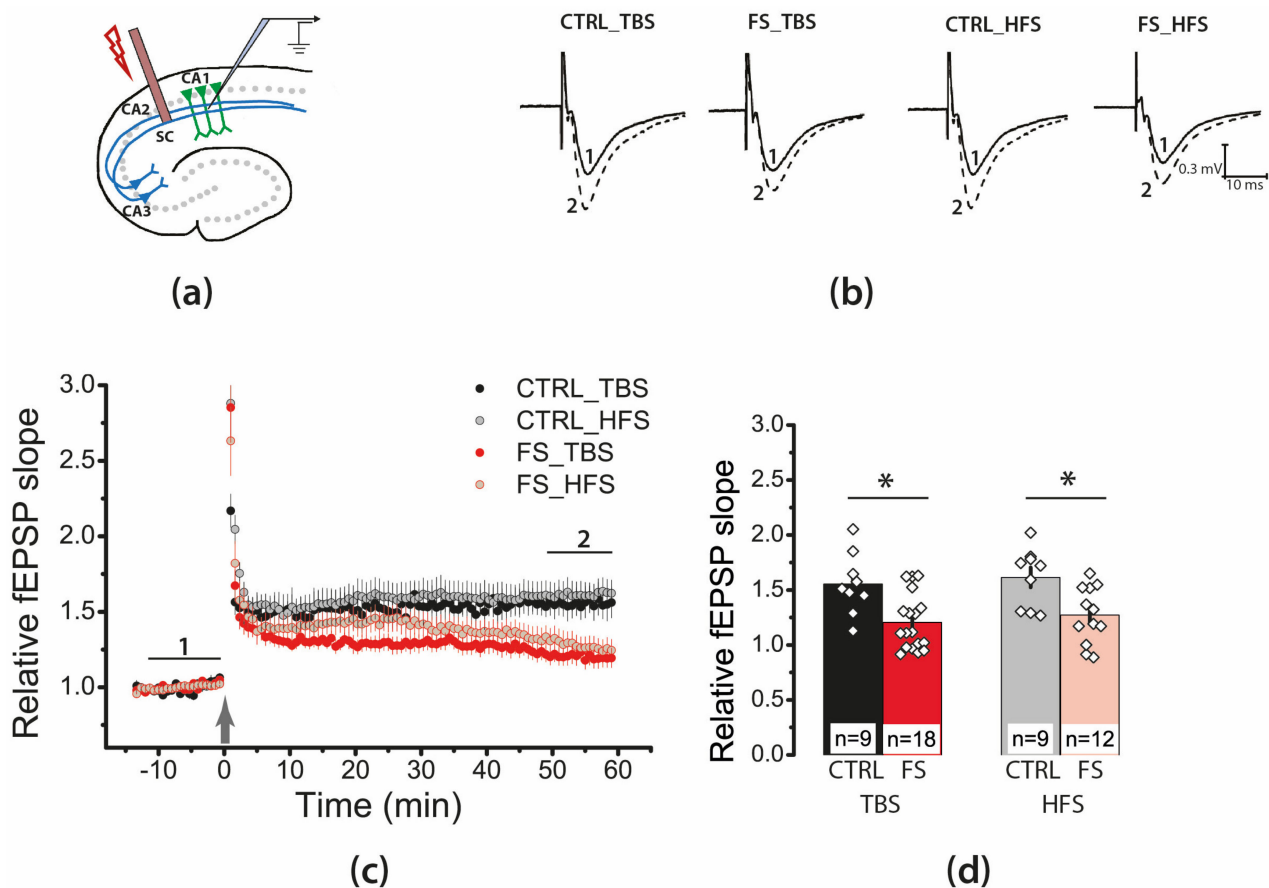 CA1
CA2
SC
CA3
(a)
CTRL_TBS FS_TBS CTRL_HFS FS_HFS
1 1 1 1
2 2 2 2
0.3 mV
10 ms
(b)
Relative fEPSP slope
3.0
2.5
2.0
1.5
1.0
CTRL_TBS
CTRL_HFS
FS_TBS
FS_HFS
2
1
-10 0 10 20 30 40 50 60
Time (min)
(c)
Relative fEPSP slope
3.0
2.5
2.0
1.5
1.0
0.5
0.0
* *
n=9 n=18 n=9 n=12
CTRL FS CTRL FS
TBS HFS
(d)